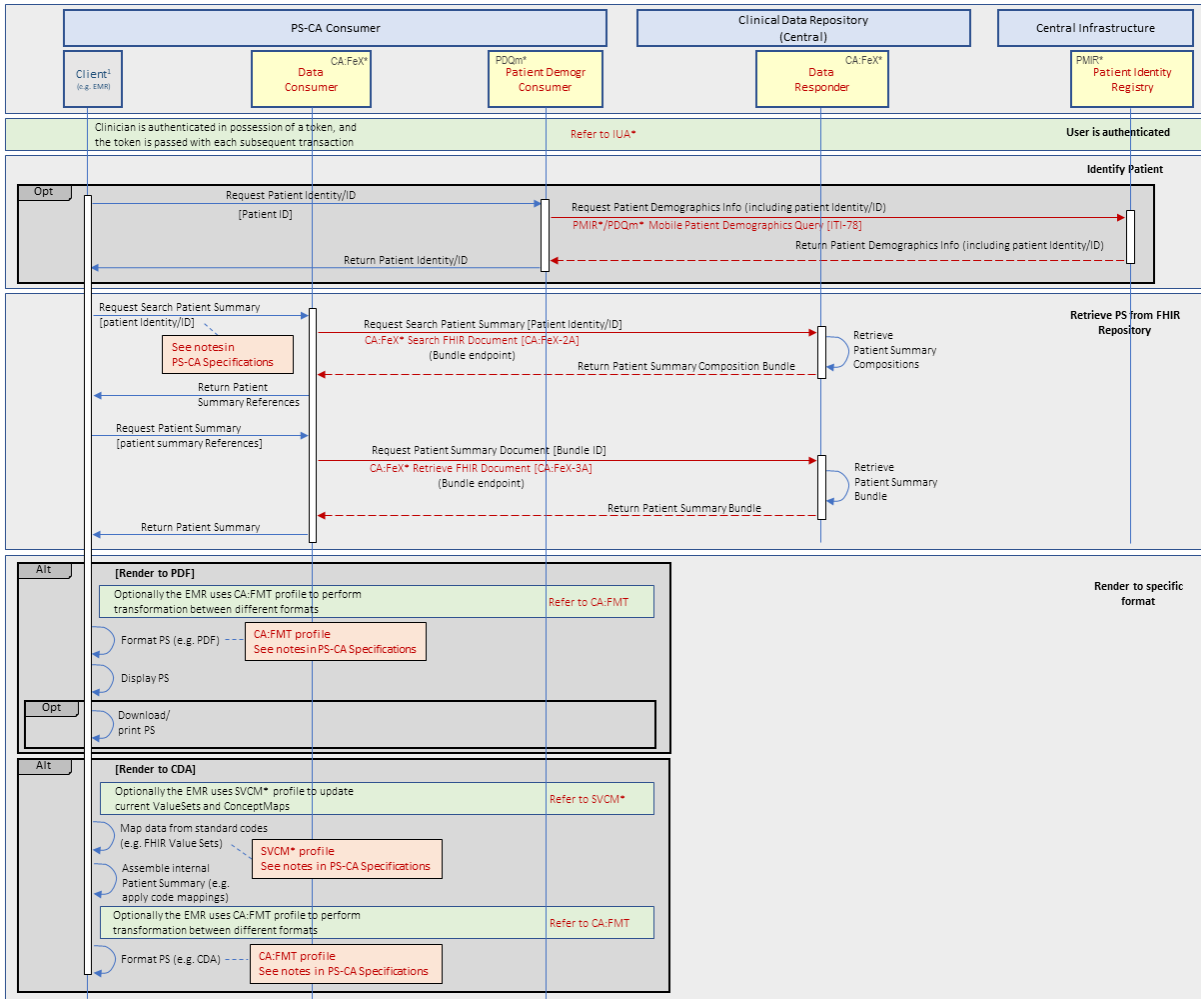 PS-CA Consumer
Clinical Data Repository
(Central)
Central Infrastructure
Client¹
(e.g. EMR)
CA:FeX*
Data
Consumer
PDQm*
Patient Demogr
Consumer
CA:FeX*
Data
Responder
PMIR*
Patient Identity
Registry
Clinician is authenticated in possession of a token, and
the token is passed with each subsequent transaction
Refer to IUA*
User is authenticated
Identify Patient
Opt
Request Patient Identity/ID
[Patient ID]
Request Patient Demographics Info (including patient Identity/ID)
PMIR*/PDQm* Mobile Patient Demographics Query [ITI-78]
Return Patient Demographics Info (including patient Identity/ID)
Return Patient Identity/ID
Retrieve PS from FHIR
Repository
Request Search Patient Summary
[patient Identity/ID]
See notes in
PS-CA Specifications
Request Search Patient Summary [Patient Identity/ID]
CA:FeX* Search FHIR Document [CA:FeX-2A]
(Bundle endpoint)
Return Patient Summary Composition Bundle
Retrieve
Patient Summary
Compositions
Return Patient
Summary References
Request Patient Summary
[patient summary References]
Request Patient Summary Document [Bundle ID]
CA:FeX* Retrieve FHIR Document [CA:FeX-3A]
(Bundle endpoint)
Return Patient Summary Bundle
Retrieve
Patient Summary
Bundle
Return Patient Summary
Render to specific
format
Alt
[Render to PDF]
Optionally the EMR uses CA:FMT profile to perform
transformation between different formats
Refer to CA:FMT
Format PS (e.g. PDF)
CA:FMT profile
See notes in PS-CA Specifications
Display PS
Opt
Download/
print PS
Alt
[Render to CDA]
Optionally the EMR uses SVCM* profile to update
current ValueSets and ConceptMaps
Refer to SVCM*
Map data from standard codes
(e.g. FHIR Value Sets)
SVCM* profile
See notes in PS-CA Specifications
Assemble internal
Patient Summary (e.g.
apply code mappings)
Optionally the EMR uses CA:FMT profile to perform
transformation between different formats
Refer to CA:FMT
Format PS (e.g. CDA)
CA:FMT profile
See notes in PS-CA Specifications